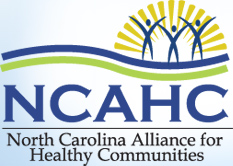 NCAHC
North Carolina Alliance for
Healthy Communities